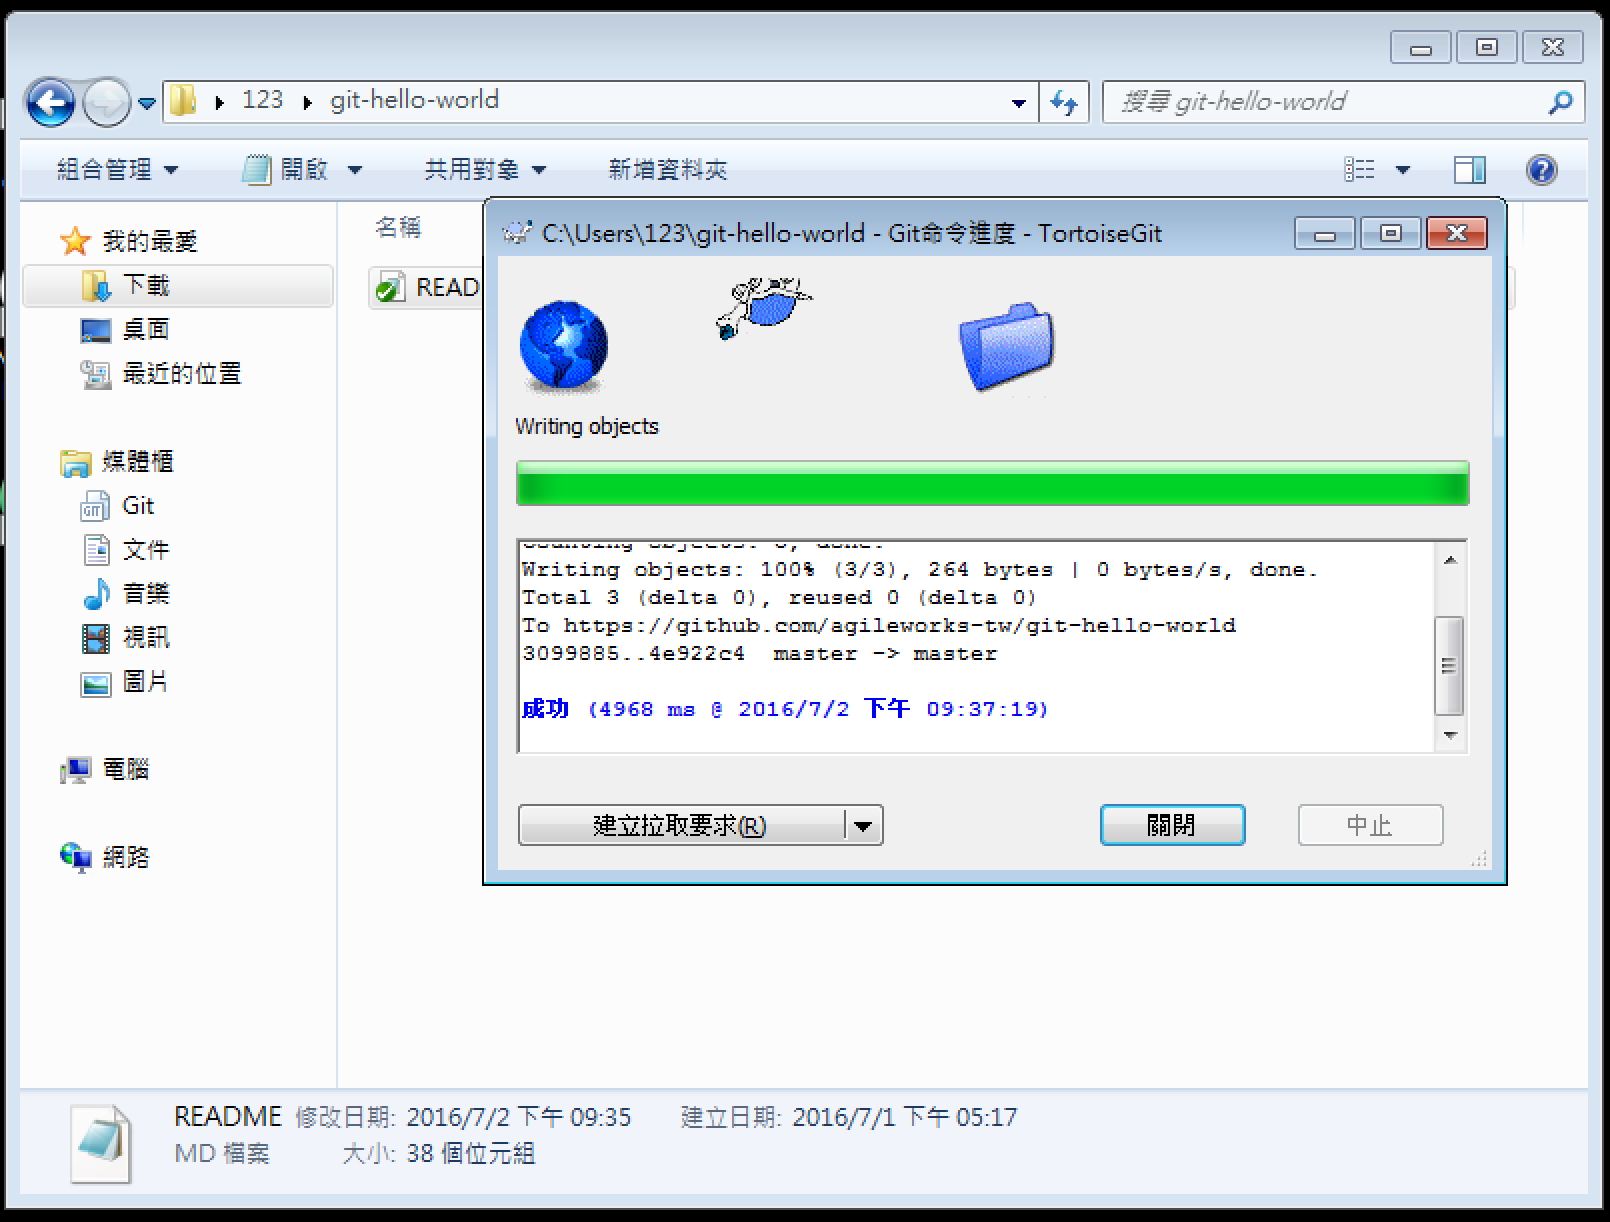 123 git-hello-world
搜尋 git-hello-world
組合管理 開啟 共用對象 新增資料夾
我的最愛
下載
桌面
最近的位置
媒體櫃
Git
文件
音樂
視訊
圖片
電腦
網路
名稱
READ
C:\Users\123\git-hello-world - Git命令進度 - TortoiseGit
Writing objects
Writing objects: 100% (3/3), 264 bytes | 0 bytes/s, done.
Total 3 (delta 0), reused 0 (delta 0)
To https://github.com/agileworks-tw/git-hello-world
3099885..4e922c4 master -> master
成功 (4968 ms @ 2016/7/2 下午 09:37:19)
建立拉取要求(R) 關閉 中止
README 修改日期: 2016/7/2 下午 09:35 建立日期: 2016/7/1 下午 05:17
MD 檔案 大小: 38 個位元組